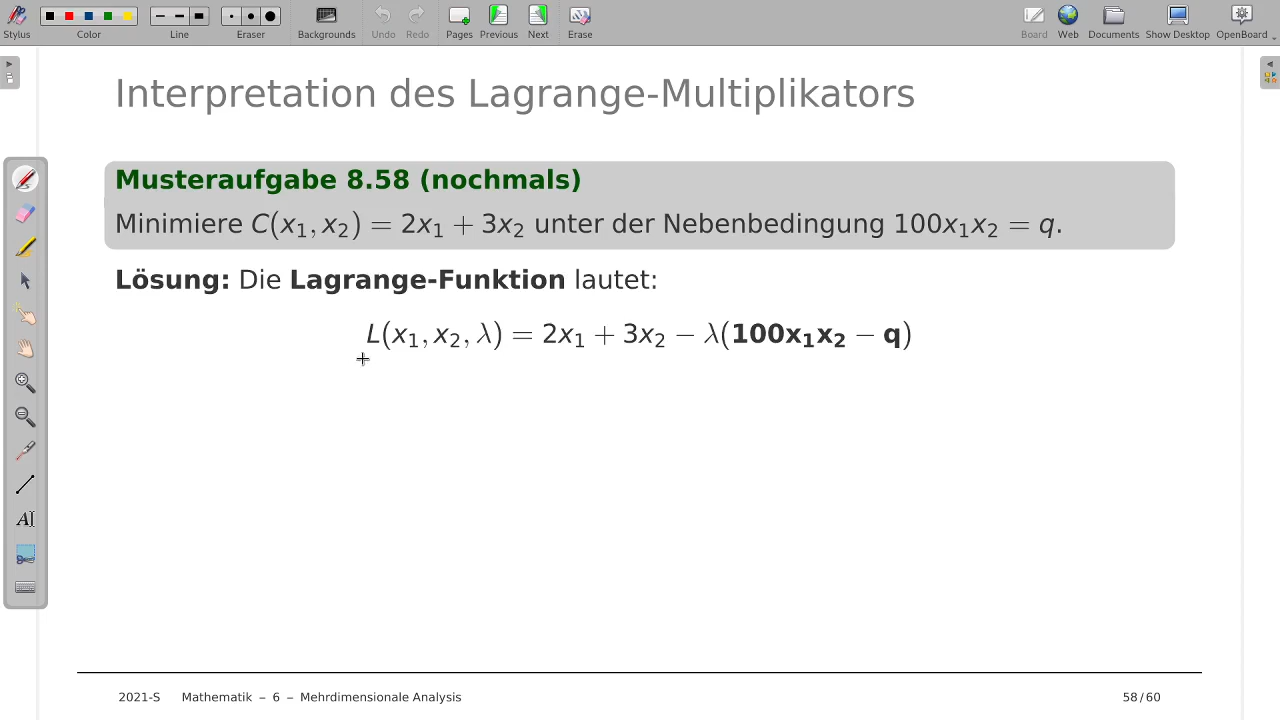 Stylus Color Line Eraser Backgrounds Undo Redo Pages Previous Next Erase Board Web Documents Show Desktop OpenBoard
Interpretation des Lagrange-Multiplikators
Musteraufgabe 8.58 (nochmals)
Minimiere C(x₁, x₂) = 2x₁ + 3x₂ unter der Nebenbedingung 100x₁x₂ = q.
Lösung: Die Lagrange-Funktion lautet:
L(x₁, x₂, λ) = 2x₁ + 3x₂ − λ(100x₁x₂ − q)
2021-S Mathematik – 6 – Mehrdimensionale Analysis 58/60